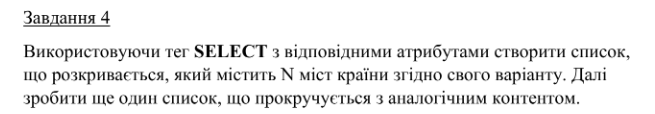 Завдання 4
Використовуючи тег SELECT з відповідними атрибутами створити список,
що розкривається, який містить N міст країни згідно свого варіанту. Далі
зробити ще один список, що прокручується з аналогічним контентом.